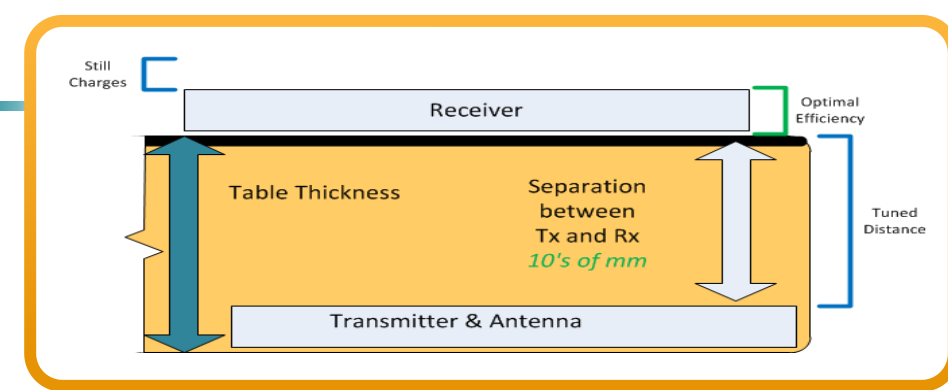 Still
Charges
Receiver
Optimal
Efficiency
Table Thickness
Separation
between
Tx and Rx
10's of mm
Tuned
Distance
Transmitter & Antenna